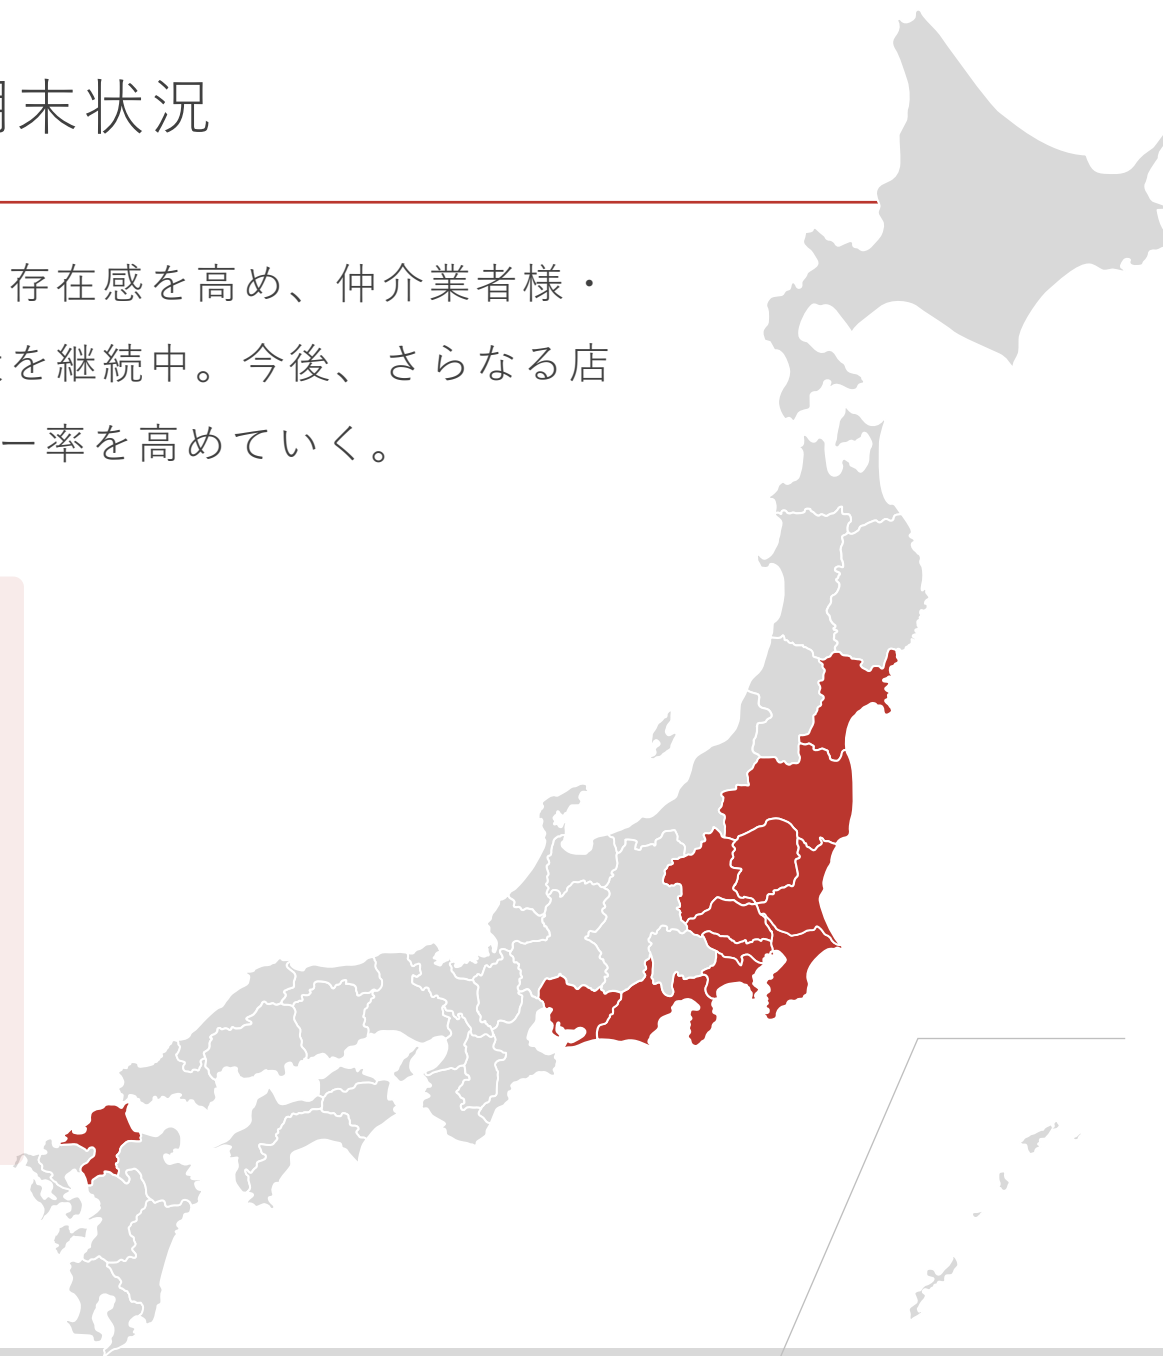 末状況
存在感を高め、仲介業者様・
を継続中。今後、さらなる店
ー率を高めていく。